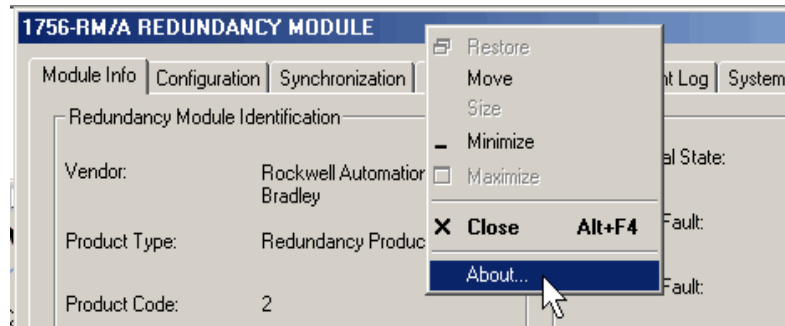 1756-RM/A REDUNDANCY MODULE
Module Info Configuration Synchronization nt Log System
Redundancy Module Identification
Vendor: Rockwell Automation
Bradley
Product Type: Redundancy Produc
Product Code: 2
Restore
Move
Size
Minimize
Maximize
Close Alt+F4
About...
al State:
Fault:
Fault: